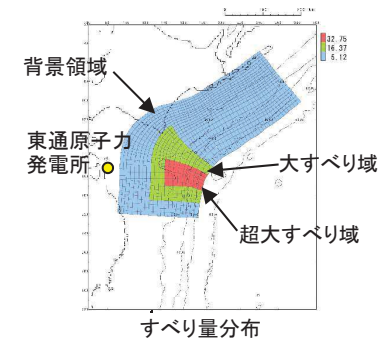 32.75
16.37
6.12
背景領域
東通原子力
発電所
大すべり域
超大すべり域
すべり量分布